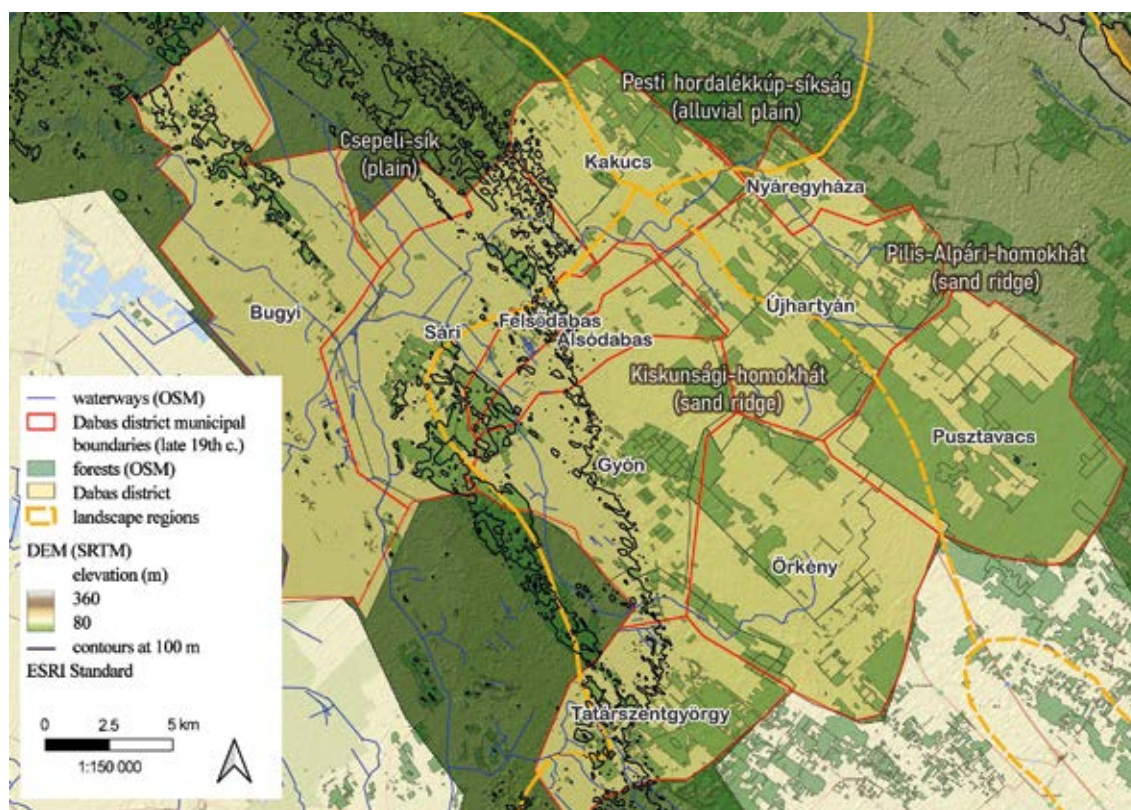 Pesti hordalékkúp-síkság
(alluvial plain)
Csepeli-sík
(plain)
Kakucs
Nyáregyháza
Pilis-Alpári-homokhát
(sand ridge)
Bugyi
Sári
Felsődabas
Alsódabas
Újhartyán
Kiskunsági-homokhát
(sand ridge)
Pusztavacs
Gyón
Örkény
Tatárszentgyörgy
waterways (OSM)
Dabas district municipal
boundaries (late 19th c.)
forests (OSM)
Dabas district
landscape regions
DEM (SRTM)
elevation (m)
360
80
contours at 100 m
ESRI Standard
0 2.5 5 km
1:150 000